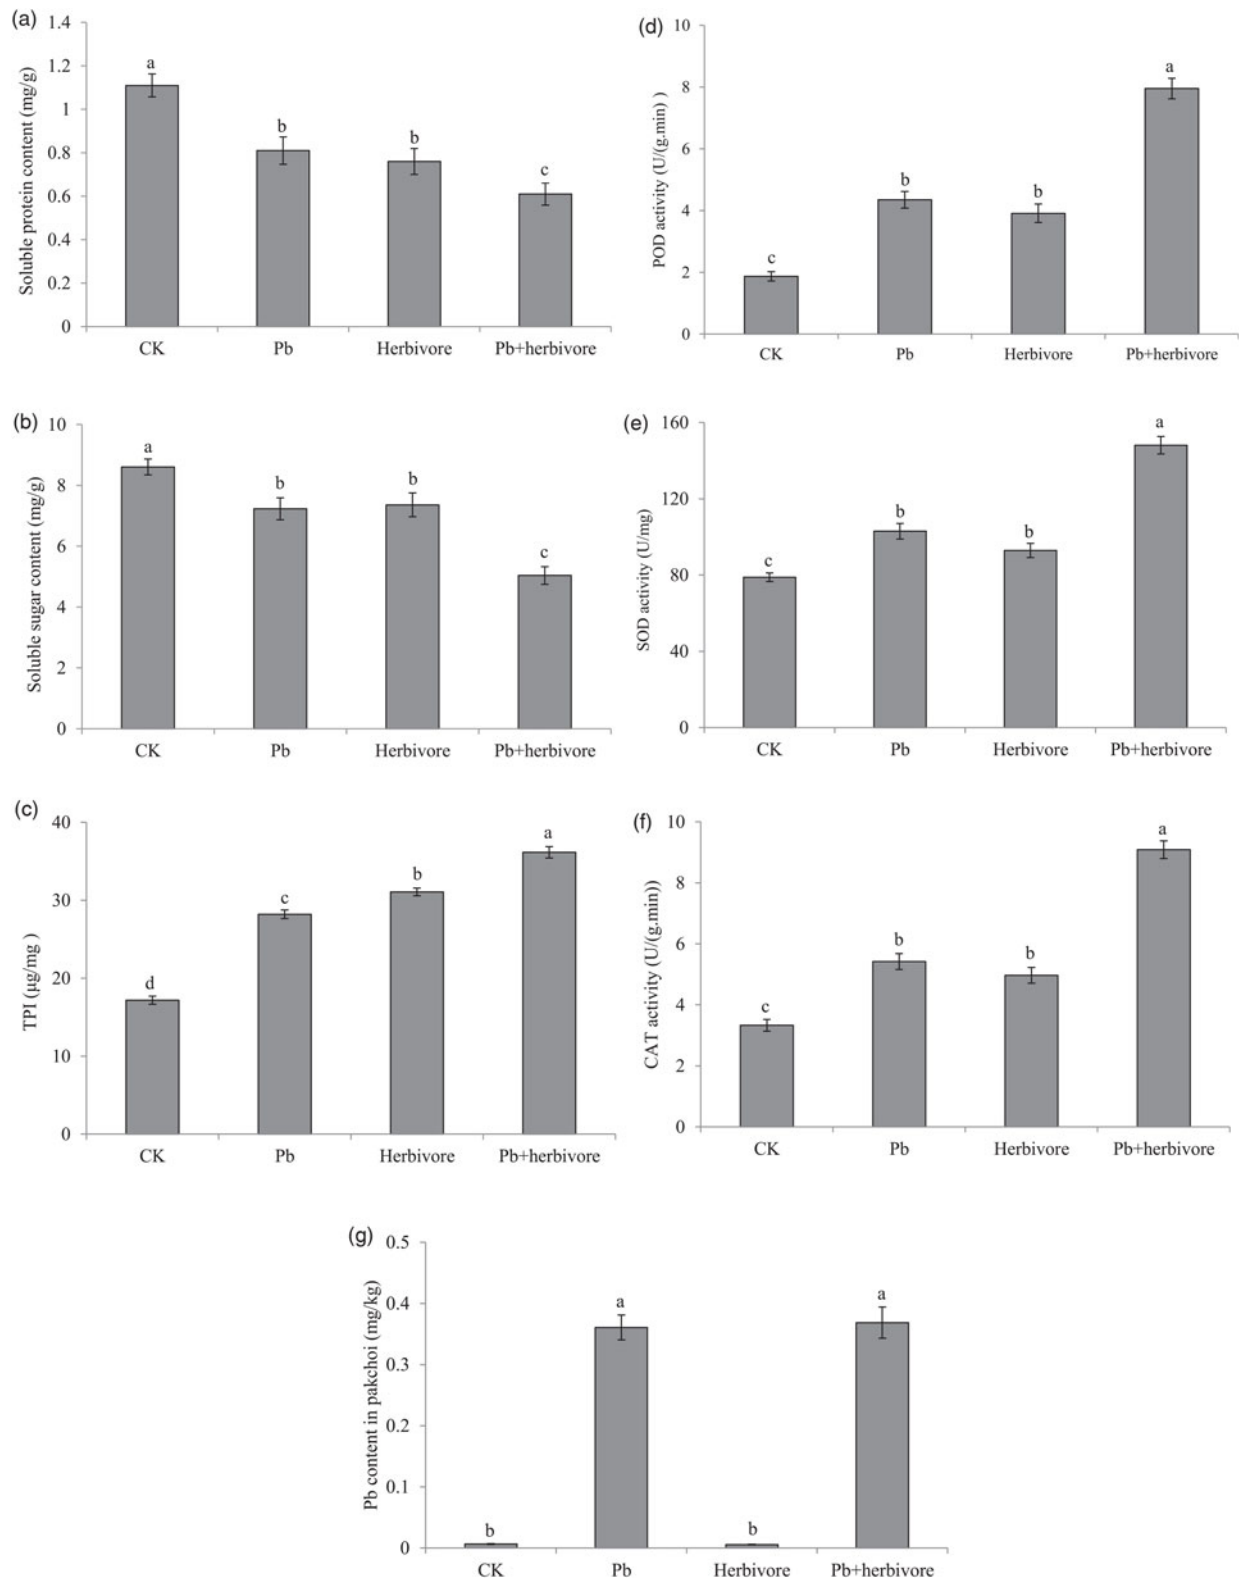 (a)
Soluble protein content (mg/g)
1.4
1.2
1
0.8
0.6
0.4
0.2
0
a
b
b
c
CK Pb Herbivore Pb+herbivore
(b)
Soluble sugar content (mg/g)
10
8
6
4
2
0
a
b
b
c
CK Pb Herbivore Pb+herbivore
(c)
TPI (μg/mg )
40
30
20
10
0
d
c
b
a
CK Pb Herbivore Pb+herbivore
(d)
POD activity (U/(g.min) )
10
8
6
4
2
0
c
b
b
a
CK Pb Herbivore Pb+herbivore
(e)
SOD activity (U/mg)
160
120
80
40
0
c
b
b
a
CK Pb Herbivore Pb+herbivore
(f)
CAT activity (U/(g.min))
10
8
6
4
2
0
c
b
b
a
CK Pb Herbivore Pb+herbivore
(g)
Pb content in pakchoi (mg/kg)
0.5
0.4
0.3
0.2
0.1
0
b
a
b
a
CK Pb Herbivore Pb+herbivore